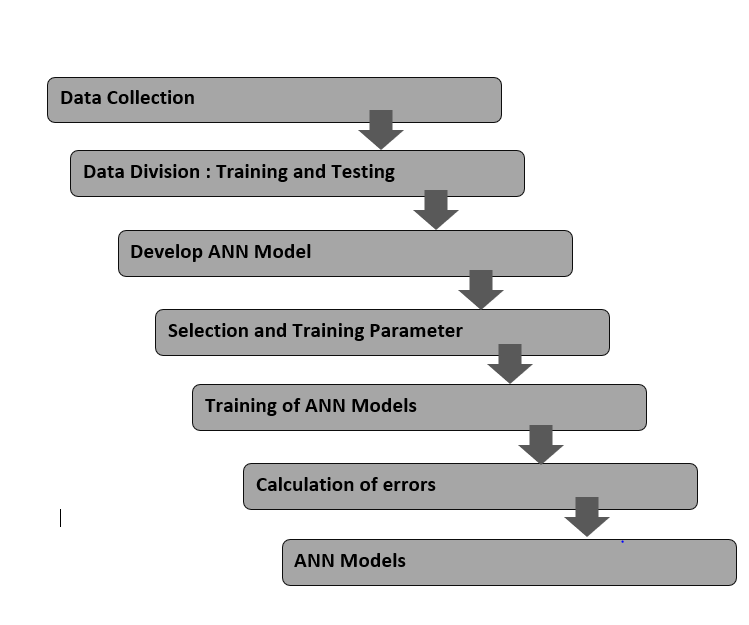 Data Collection
Data Division : Training and Testing
Develop ANN Model
Selection and Training Parameter
Training of ANN Models
Calculation of errors
ANN Models